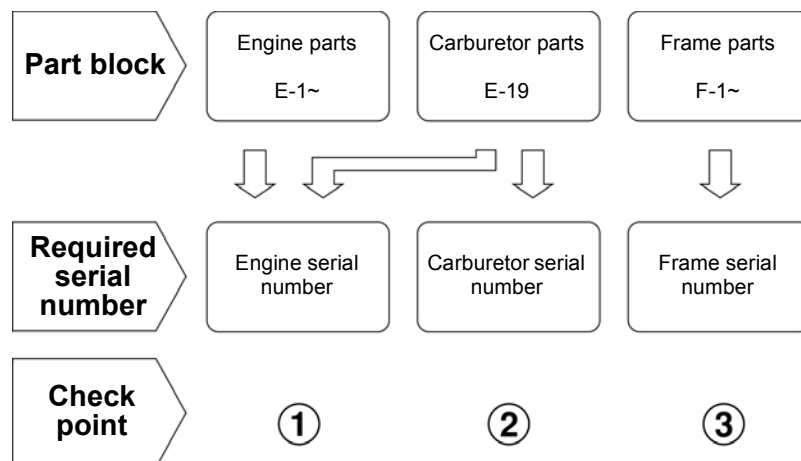 Part block
Engine parts
E-1~
Carburetor parts
E-19
Frame parts
F-1~
Required
serial
number
Engine serial
number
Carburetor serial
number
Frame serial
number
Check
point
①
②
③